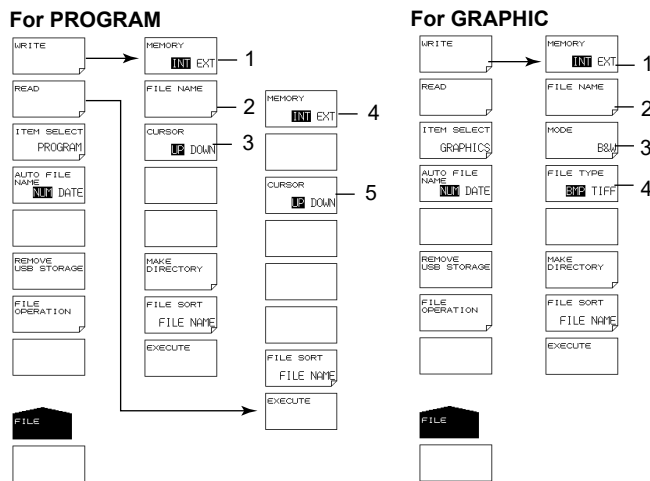 For PROGRAM
WRITE
READ
ITEM SELECT
PROGRAM
AUTO FILE
NAME
NUM DATE
REMOVE
USB STORAGE
FILE
OPERATION
FILE
MEMORY
INT EXT
1
FILE NAME
2
CURSOR
UP DOWN
3
MAKE
DIRECTORY
FILE SORT
FILE NAME
EXECUTE
MEMORY
INT EXT
4
CURSOR
UP DOWN
5
FILE SORT
FILE NAME
EXECUTE
For GRAPHIC
WRITE
READ
ITEM SELECT
GRAPHICS
AUTO FILE
NAME
NUM DATE
REMOVE
USB STORAGE
FILE
OPERATION
FILE
MEMORY
INT EXT
1
FILE NAME
2
MODE
B&W
3
FILE TYPE
BMP TIFF
4
MAKE
DIRECTORY
FILE SORT
FILE NAME
EXECUTE